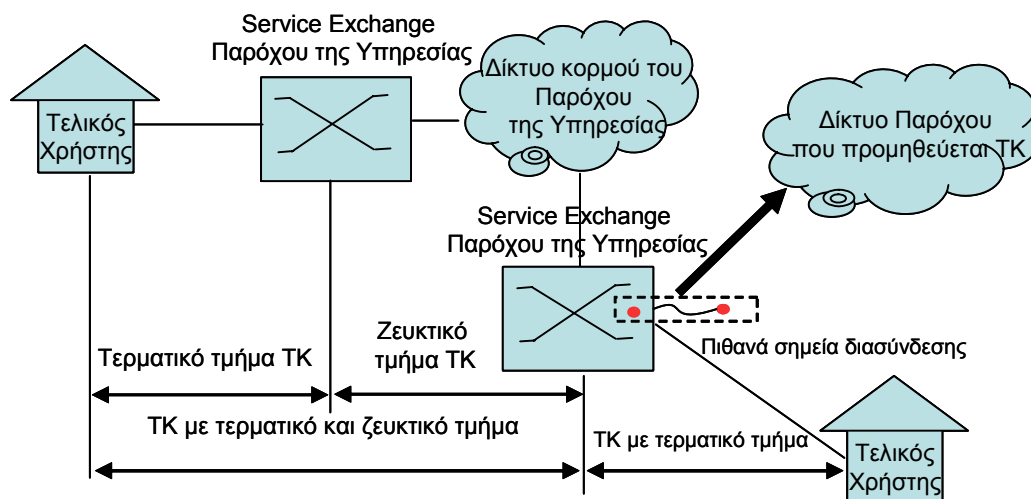 Service Exchange
Παρόχου της Υπηρεσίας
Δίκτυο κορμού του
Παρόχου
της Υπηρεσίας
Τελικός
Χρήστης
Δίκτυο Παρόχου
που προμηθεύεται ΤΚ
Service Exchange
Παρόχου της Υπηρεσίας
Ζευκτικό
τμήμα ΤΚ
Τερματικό τμήμα ΤΚ
Πιθανά σημεία διασύνδεσης
ΤΚ με τερματικό και ζευκτικό τμήμα
ΤΚ με τερματικό τμήμα
Τελικός
Χρήστης